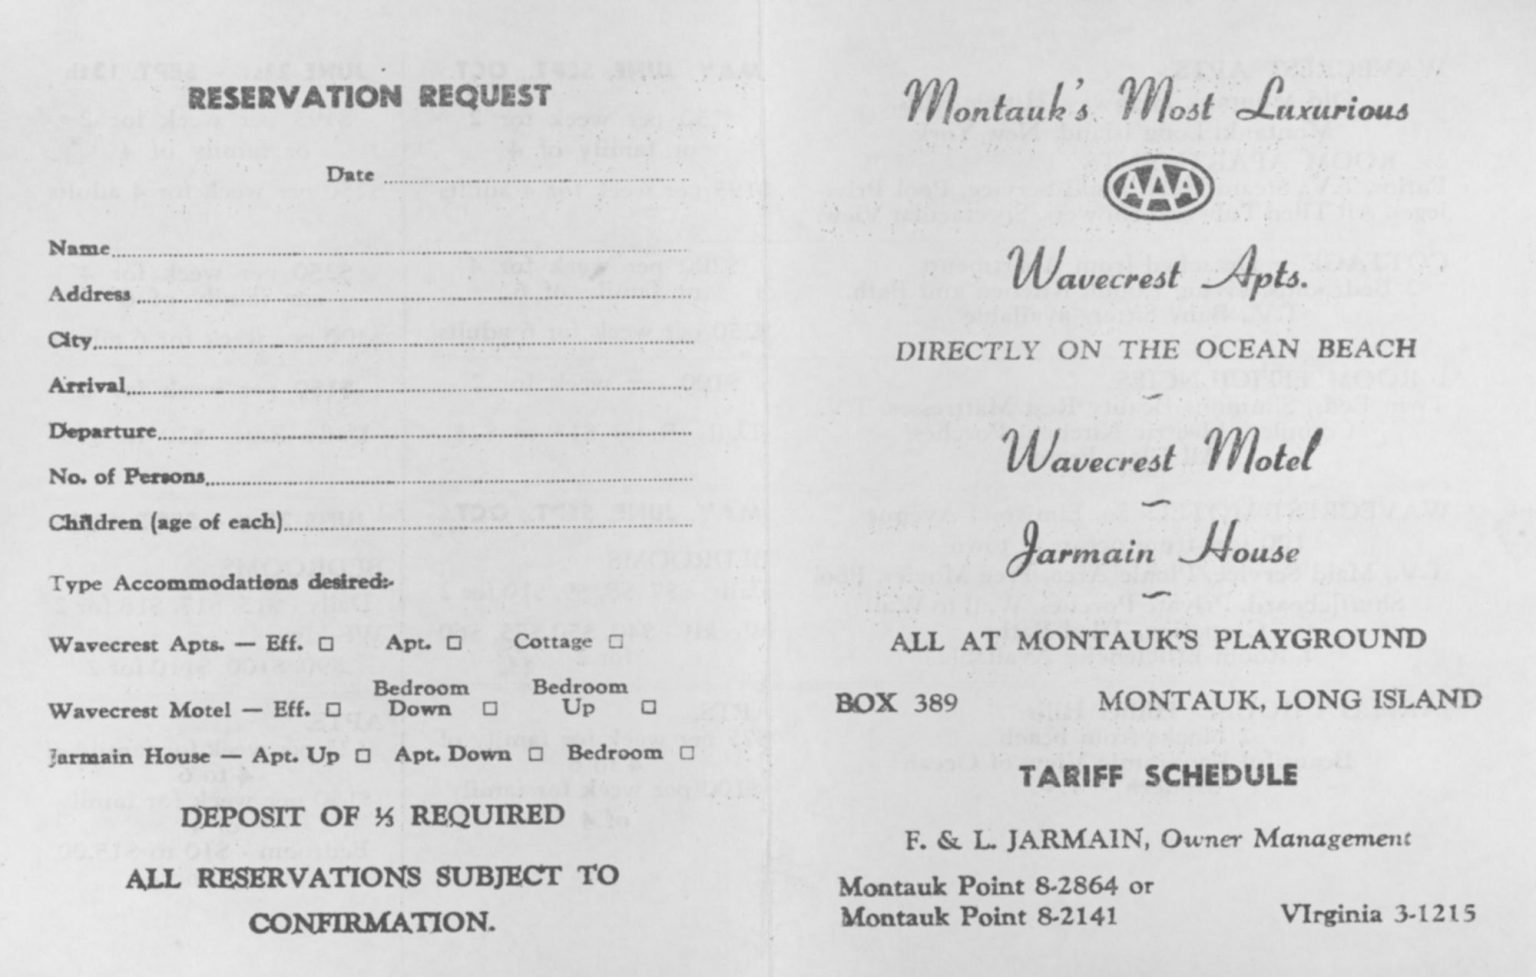 RESERVATION REQUEST
Date
Name
Address
City
Arrival
Departure
No. of Persons
Children (age of each)
Type Accommodations desired:-
Wavecrest Apts. — Eff. □ Apt. □ Cottage □
Wavecrest Motel — Eff. □ Bedroom Down □ Bedroom Up □
Jarmain House — Apt. Up □ Apt. Down □ Bedroom □
DEPOSIT OF ⅓ REQUIRED
ALL RESERVATIONS SUBJECT TO
CONFIRMATION.
Montauk's Most Luxurious
AAA
Wavecrest Apts.
DIRECTLY ON THE OCEAN BEACH
Wavecrest Motel
Jarmain House
ALL AT MONTAUK'S PLAYGROUND
BOX 389 MONTAUK, LONG ISLAND
TARIFF SCHEDULE
F. & L. JARMAIN, Owner Management
Montauk Point 8-2864 or
Montauk Point 8-2141 VIrginia 3-1215